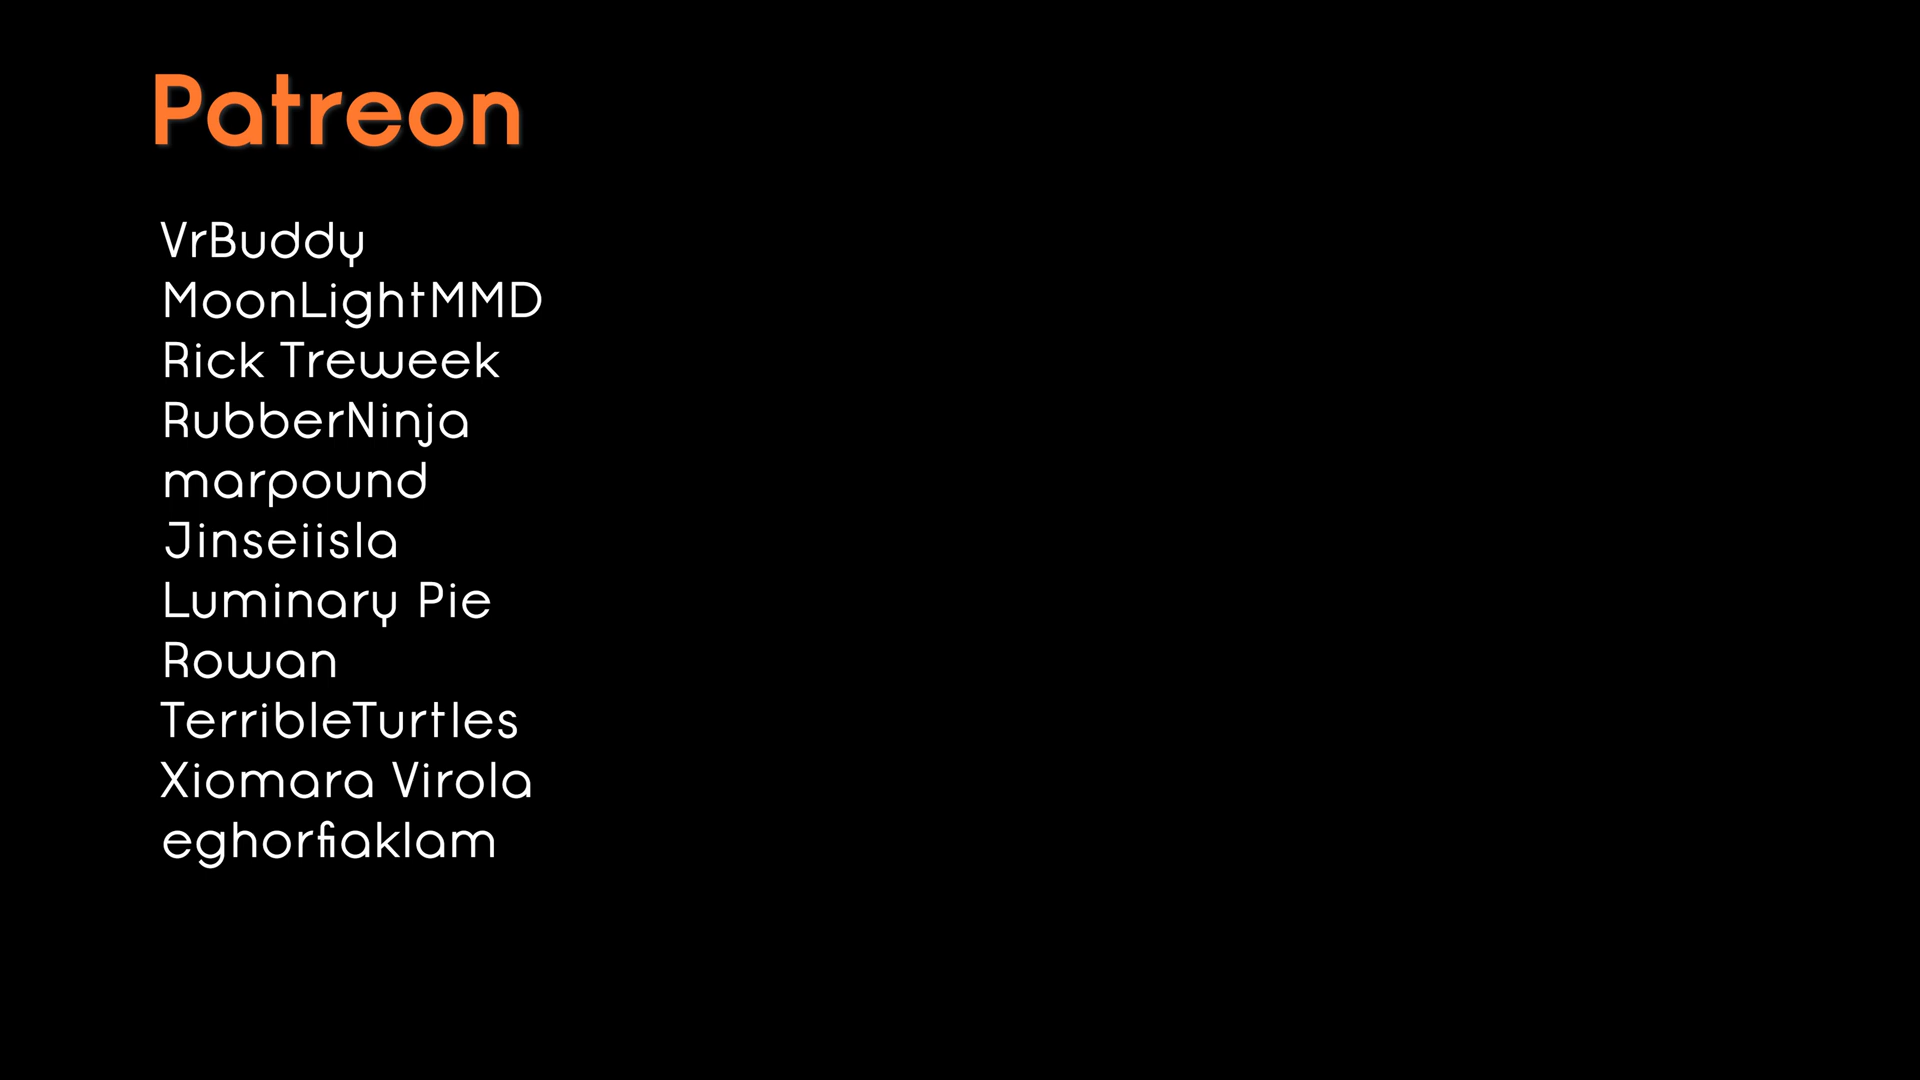 Patreon
VrBuddy
MoonLightMMD
Rick Treweek
RubberNinja
marpound
Jinseiisla
Luminary Pie
Rowan
TerribleTurtles
Xiomara Virola
eghorfiaklam